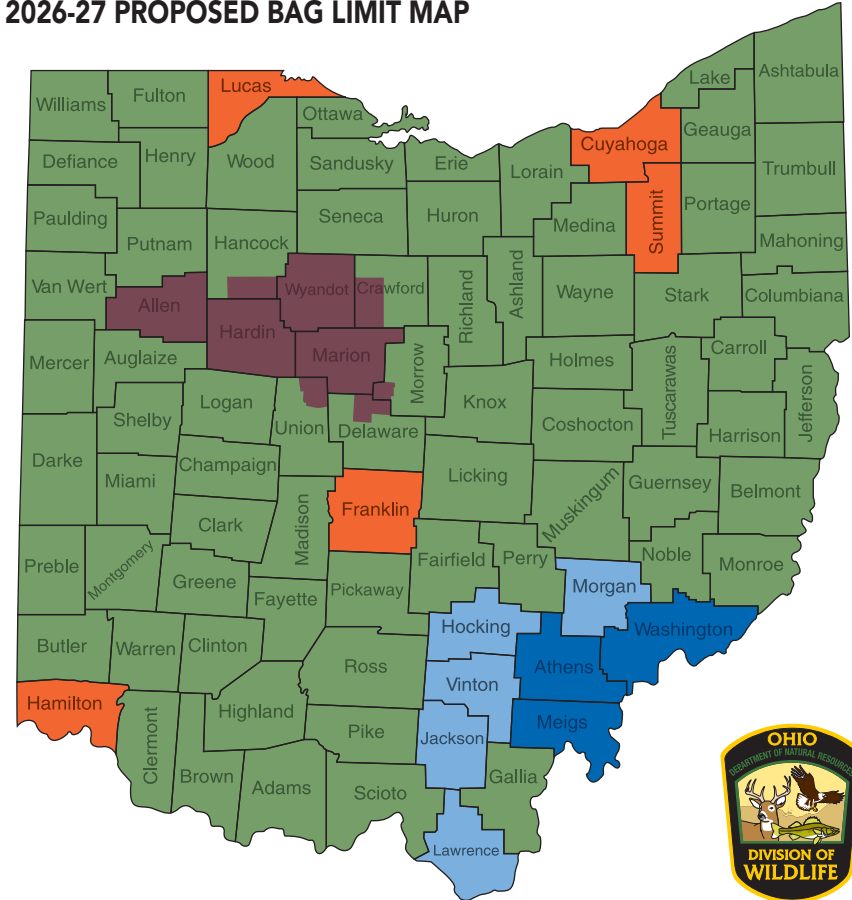 2026-27 PROPOSED BAG LIMIT MAP
Williams
Fulton
Lucas
Ottawa
Lake
Ashtabula
Geauga
Cuyahoga
Defiance
Henry
Wood
Sandusky
Erie
Lorain
Trumbull
Paulding
Seneca
Huron
Medina
Summit
Portage
Putnam
Hancock
Mahoning
Van Wert
Allen
Wyandot
Crawford
Richland
Ashland
Wayne
Stark
Columbiana
Hardin
Marion
Mercer
Auglaize
Morrow
Holmes
Tuscarawas
Carroll
Jefferson
Logan
Union
Knox
Shelby
Delaware
Coshocton
Harrison
Darke
Champaign
Licking
Muskingum
Guernsey
Belmont
Miami
Madison
Franklin
Clark
Preble
Montgomery
Greene
Fairfield
Perry
Noble
Monroe
Fayette
Pickaway
Morgan
Hocking
Washington
Butler
Warren
Clinton
Ross
Athens
Vinton
Hamilton
Clermont
Highland
Pike
Jackson
Meigs
Brown
Adams
Scioto
Gallia
Lawrence
OHIO
DEPARTMENT OF NATURAL RESOURCES
DIVISION OF
WILDLIFE